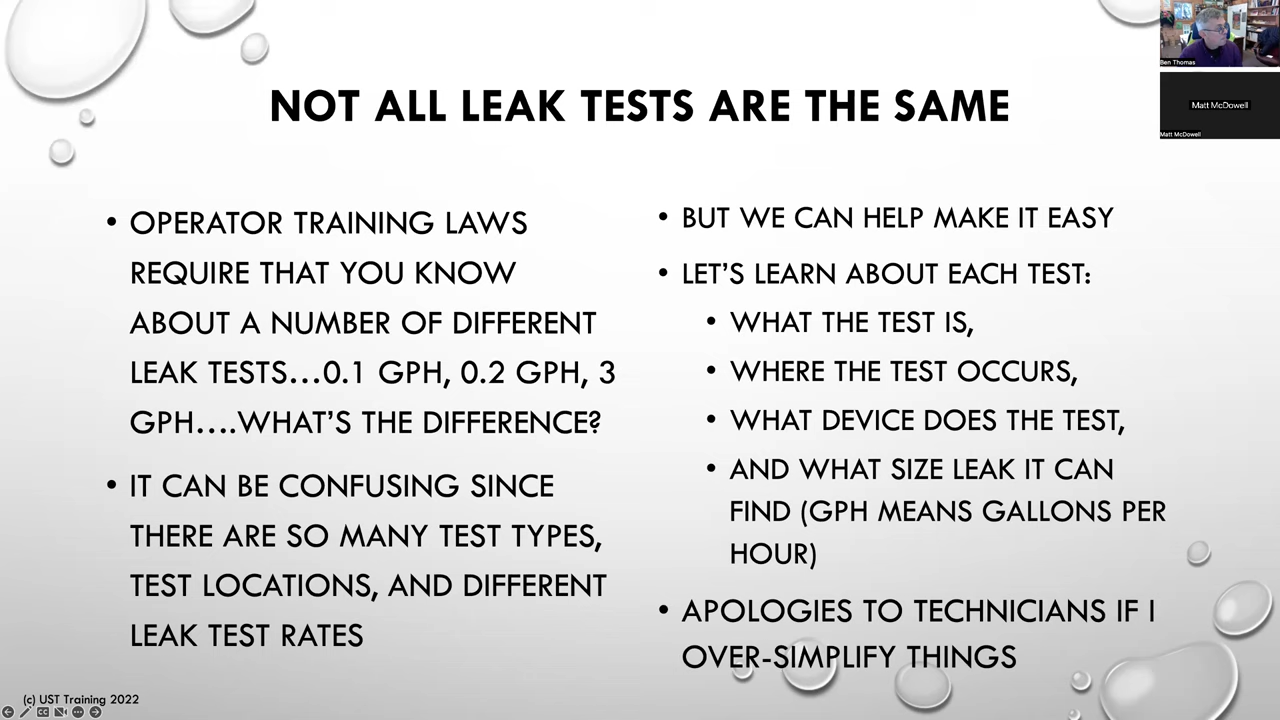 NOT ALL LEAK TESTS ARE THE SAME
• OPERATOR TRAINING LAWS
REQUIRE THAT YOU KNOW
ABOUT A NUMBER OF DIFFERENT
LEAK TESTS…0.1 GPH, 0.2 GPH, 3
GPH….WHAT'S THE DIFFERENCE?
• IT CAN BE CONFUSING SINCE
THERE ARE SO MANY TEST TYPES,
TEST LOCATIONS, AND DIFFERENT
LEAK TEST RATES
• BUT WE CAN HELP MAKE IT EASY
• LET'S LEARN ABOUT EACH TEST:
• WHAT THE TEST IS,
• WHERE THE TEST OCCURS,
• WHAT DEVICE DOES THE TEST,
• AND WHAT SIZE LEAK IT CAN
FIND (GPH MEANS GALLONS PER
HOUR)
• APOLOGIES TO TECHNICIANS IF I
OVER-SIMPLIFY THINGS
(c) UST Training 2022
Ben Thomas
Matt McDowell
Matt McDowell